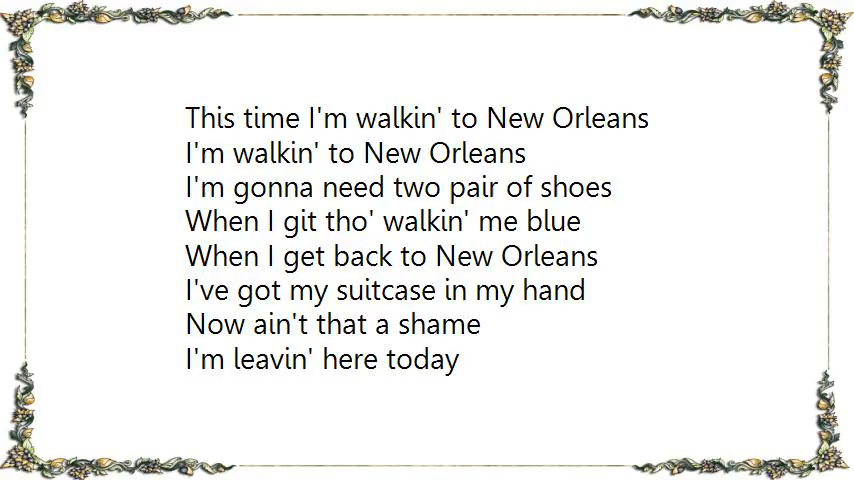 This time I'm walkin' to New Orleans
I'm walkin' to New Orleans
I'm gonna need two pair of shoes
When I git tho' walkin' me blue
When I get back to New Orleans
I've got my suitcase in my hand
Now ain't that a shame
I'm leavin' here today